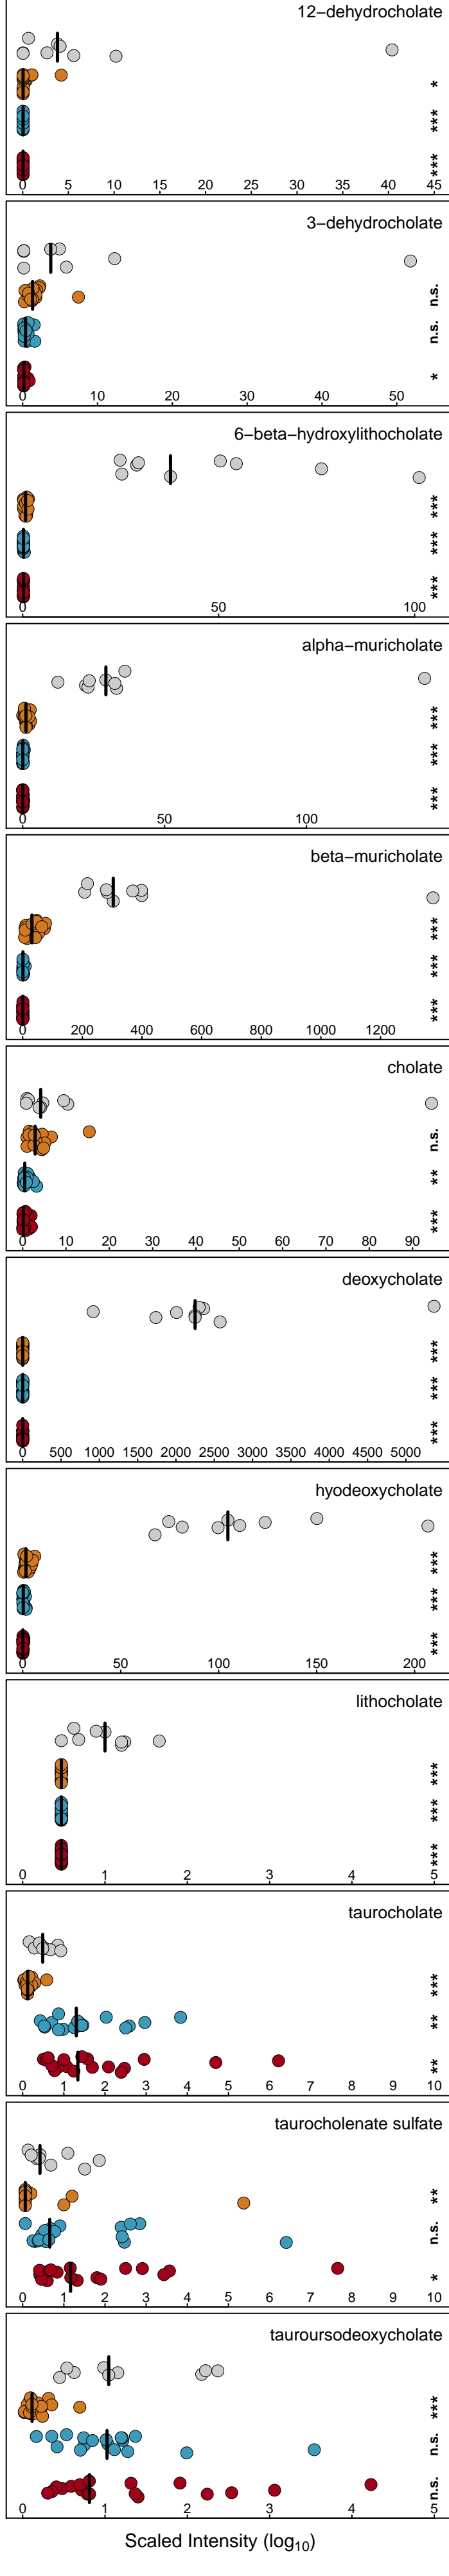 12−dehydrocholate
*
***
***
0 5 10 15 20 25 30 35 40 45
3−dehydrocholate
n.s.
n.s.
*
0 10 20 30 40 50
6−beta−hydroxylithocholate
***
***
***
0 50 100
alpha−muricholate
***
***
***
0 50 100
beta−muricholate
***
***
***
0 200 400 600 800 1000 1200
cholate
n.s.
**
***
0 10 20 30 40 50 60 70 80 90
deoxycholate
***
***
***
0 500 1000 1500 2000 2500 3000 3500 4000 4500 5000
hyodeoxycholate
***
***
***
0 50 100 150 200
lithocholate
***
***
***
0 1 2 3 4 5
taurocholate
***
**
**
0 1 2 3 4 5 6 7 8 9 10
taurocholenate sulfate
**
n.s.
*
0 1 2 3 4 5 6 7 8 9 10
tauroursodeoxycholate
***
n.s.
n.s.
0 1 2 3 4 5
Scaled Intensity (log10)